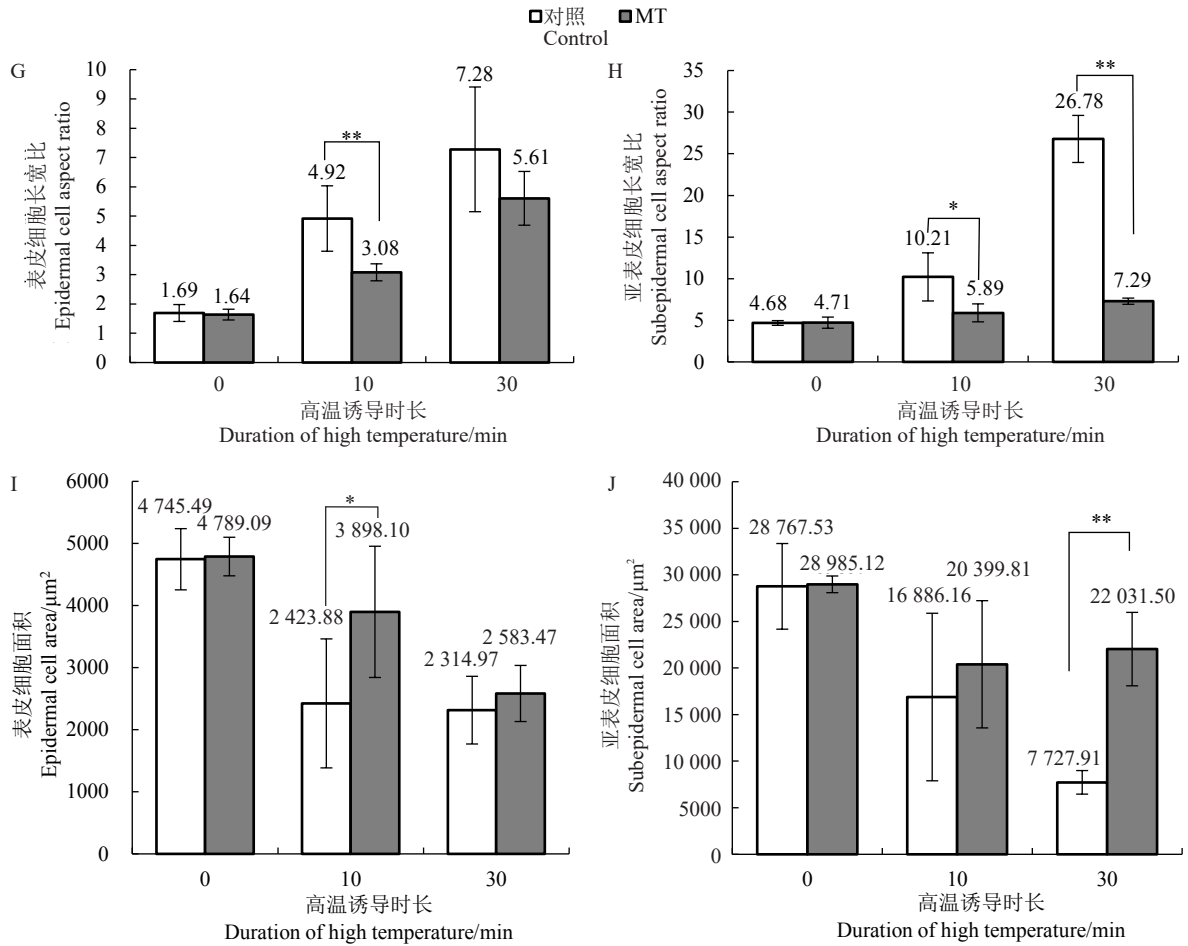 对照 MT
Control
G
表皮细胞长宽比
Epidermal cell aspect ratio
10
9
8
7
6
5
4
3
2
1
0
1.69
1.64
4.92
**
3.08
7.28
5.61
0 10 30
高温诱导时长
Duration of high temperature/min
H
亚表皮细胞长宽比
Subepidermal cell aspect ratio
35
30
25
20
15
10
5
0
4.68
4.71
10.21
*
5.89
26.78
**
7.29
0 10 30
高温诱导时长
Duration of high temperature/min
I
表皮细胞面积
Epidermal cell area/μm²
6000
5000
4000
3000
2000
1000
0
4 745.49
4 789.09
2 423.88
*
3 898.10
2 314.97
2 583.47
0 10 30
高温诱导时长
Duration of high temperature/min
J
亚表皮细胞面积
Subepidermal cell area/μm²
40 000
35 000
30 000
25 000
20 000
15 000
10 000
5000
0
28 767.53
28 985.12
16 886.16
20 399.81
7 727.91
**
22 031.50
0 10 30
高温诱导时长
Duration of high temperature/min